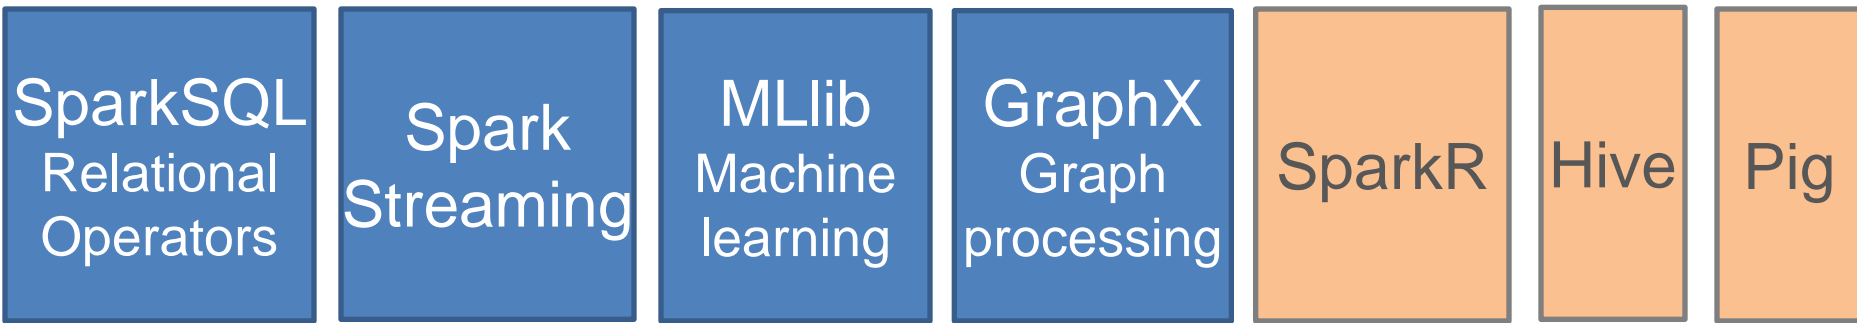 SparkSQL
Relational
Operators
Spark
Streaming
MLlib
Machine
learning
GraphX
Graph
processing
SparkR
Hive
Pig